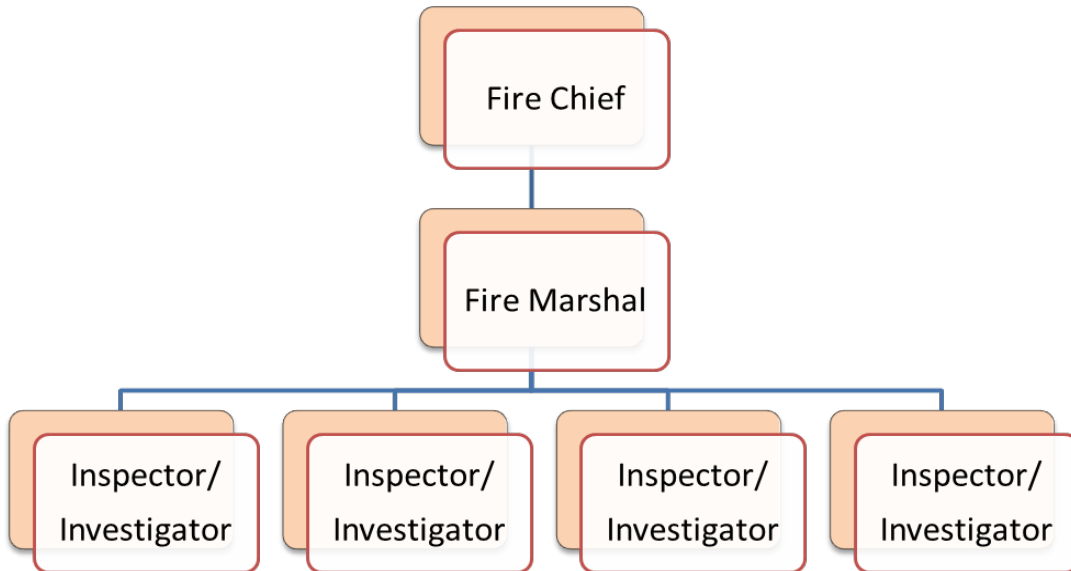 Fire Chief
Fire Marshal
Inspector/
Investigator
Inspector/
Investigator
Inspector/
Investigator
Inspector/
Investigator